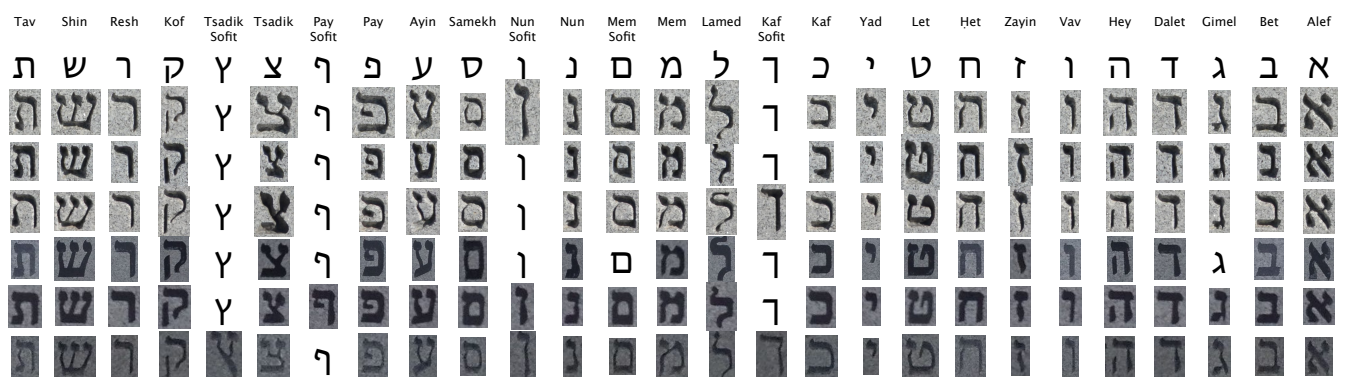 Tav Shin Resh Kof Tsadik Tsadik Pay Pay Ayin Samekh Nun Nun Mem Mem Lamed Kaf Kaf Yad Let Ḥet Zayin Vav Hey Dalet Gimel Bet Alef
Sofit Sofit Sofit Sofit Sofit
א ב ג ד ה ו ז ח ט י כ ך ל מ ם נ ן ס ע פ ף צ ץ ק ר ש ת
א ב ג ד ה ו ז ח ט י כ ך ל מ ם נ ן ס ע פ ף צ ץ ק ר ש ת
א ב ג ד ה ו ז ח ט י כ ך ל מ ם נ ן ס ע פ ף צ ץ ק ר ש ת
א ב ג ד ה ו ז ח ט י כ ך ל מ ם נ ן ס ע פ ף צ ץ ק ר ש ת
א ב ג ד ה ו ז ח ט י כ ך ל מ ם נ ן ס ע פ ף צ ץ ק ר ש ת
א ב ג ד ה ו ז ח ט י כ ך ל מ ם נ ן ס ע פ ף צ ץ ק ר ש ת
א ב ג ד ה ו ז ח ט י כ ך ל מ ם נ ן ס ע פ ף צ ץ ק ר ש ת